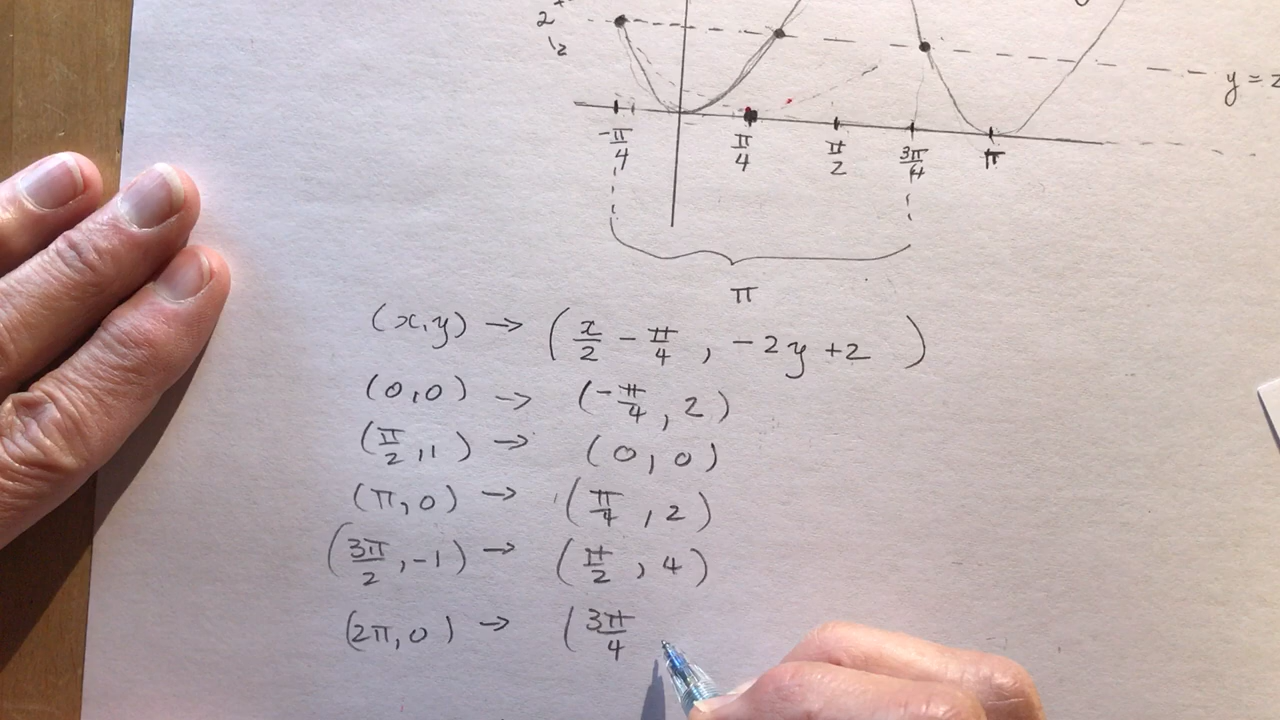 2
½
y = 2
-π/4 π/4 π/2 3π/4 π
π
(x,y) → (x/2 - π/4 , -2y +2 )
(0,0) → (-π/4 , 2)
(π/2 ,1) → (0, 0)
(π,0) → (π/4 , 2)
(3π/2 ,-1) → (π/2 , 4)
(2π,0) → (3π/4